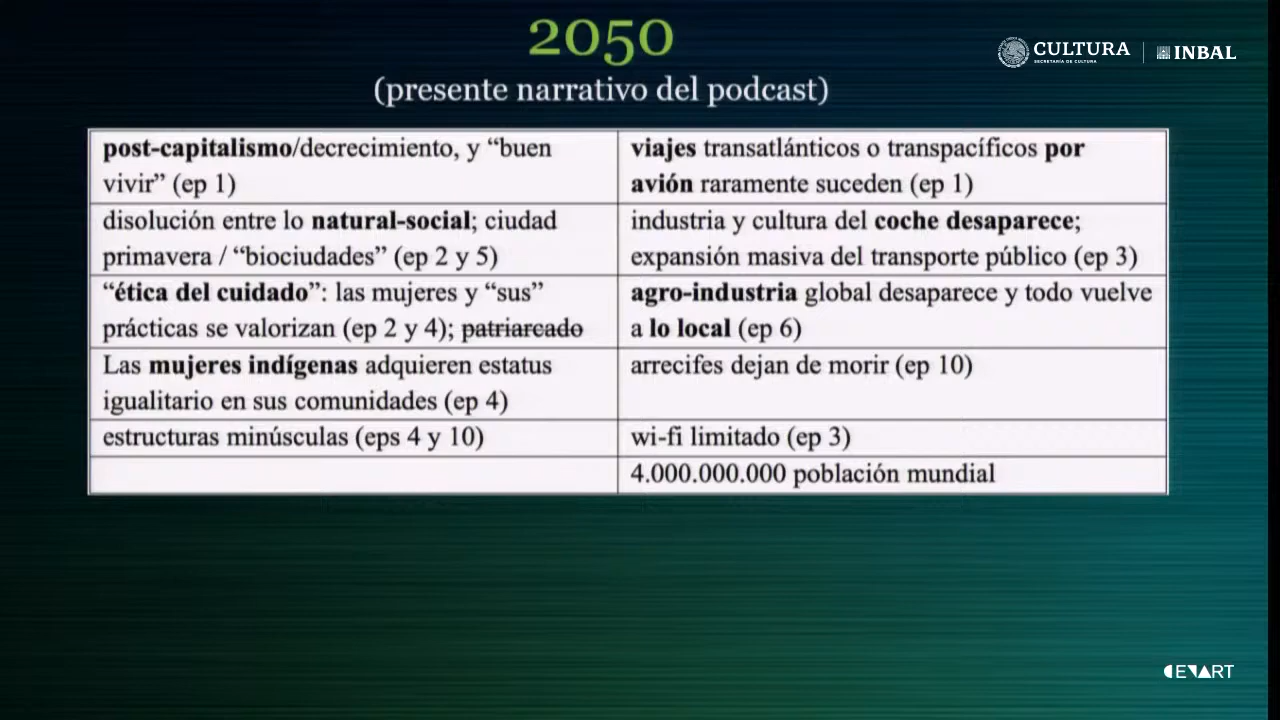 2050
(presente narrativo del podcast)
CULTURA
SECRETARÍA DE CULTURA
INBAL
post-capitalismo/decrecimiento, y “buen
vivir” (ep 1)
viajes transatlánticos o transpacíficos por
avión raramente suceden (ep 1)
disolución entre lo natural-social; ciudad
primavera / “biociudades” (ep 2 y 5)
industria y cultura del coche desaparece;
expansión masiva del transporte público (ep 3)
“ética del cuidado”: las mujeres y “sus”
prácticas se valorizan (ep 2 y 4); patriarcado
agro-industria global desaparece y todo vuelve
a lo local (ep 6)
Las mujeres indígenas adquieren estatus
igualitario en sus comunidades (ep 4)
arrecifes dejan de morir (ep 10)
estructuras minúsculas (eps 4 y 10)
wi-fi limitado (ep 3)
4.000.000.000 población mundial
CENART